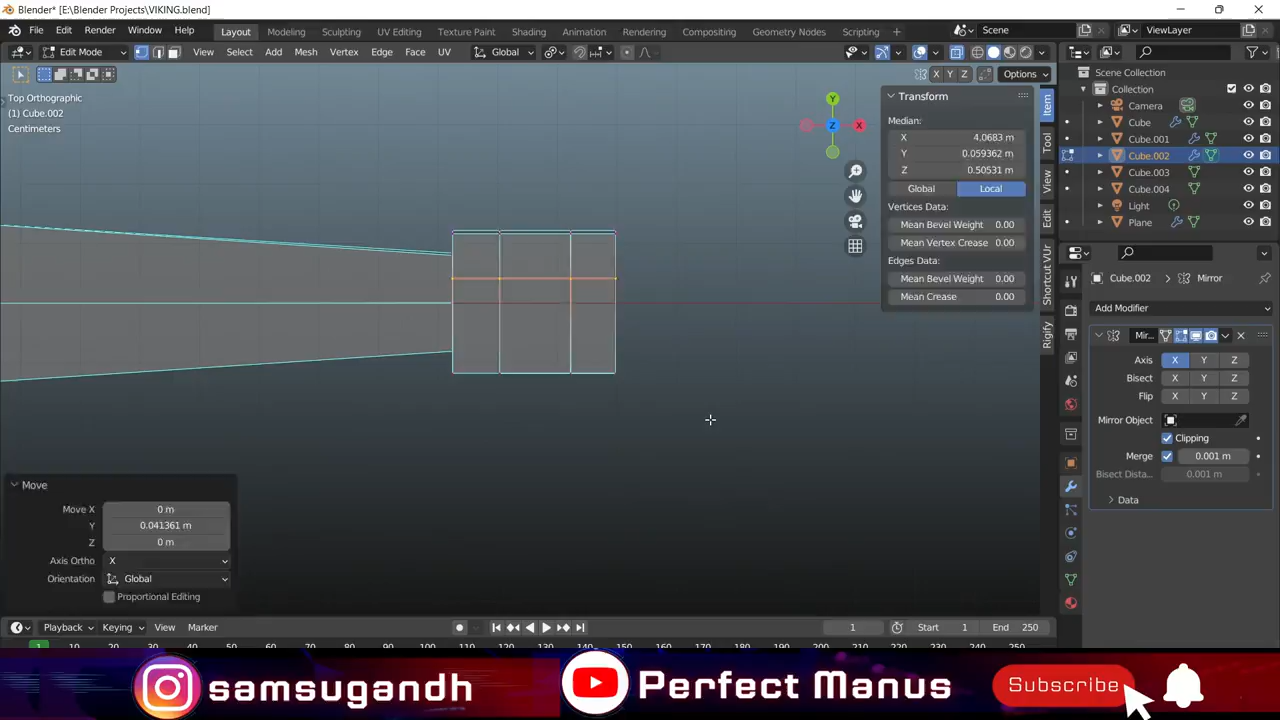 Blender* [E:\Blender Projects\VIKING.blend]
File Edit Render Window Help Layout Modeling Sculpting UV Editing Texture Paint Shading Animation Rendering Compositing Geometry Nodes Scripting + Scene ViewLayer
Edit Mode View Select Add Mesh Vertex Edge Face UV Global
X Y Z Options
Top Orthographic
(1) Cube.002
Centimeters
Y
Z
X
Transform
Median:
X 4.0683 m
Y 0.059362 m
Z 0.50531 m
Global Local
Vertices Data:
Mean Bevel Weight 0.00
Mean Vertex Crease 0.00
Edges Data:
Mean Bevel Weight 0.00
Mean Crease 0.00
Item
Tool
View
Edit
Shortcut VUr
Rigify
Scene Collection
Collection
Camera
Cube
Cube.001
Cube.002
Cube.003
Cube.004
Light
Plane
Cube.002 Mirror
Add Modifier
Mir...
Axis X Y Z
Bisect X Y Z
Flip X Y Z
Mirror Object
Clipping
Merge 0.001 m
Bisect Dista... 0.001 m
Data
Move
Move X 0 m
Y 0.041361 m
Z 0 m
Axis Ortho X
Orientation Global
Proportional Editing
Playback Keying View Marker 1 Start 1 End 250
samsugandh Perfect Manus Subscribe